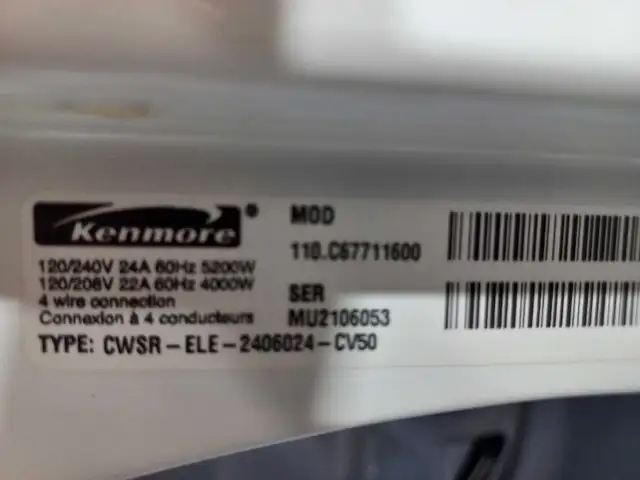 Kenmore®
120/240V 24A 60Hz 5200W
120/208V 22A 60Hz 4000W
4 wire connection
Connexion à 4 conducteurs
TYPE: CWSR-ELE-2406024-CV50
MOD
110.C67711600
SER
MU2106053